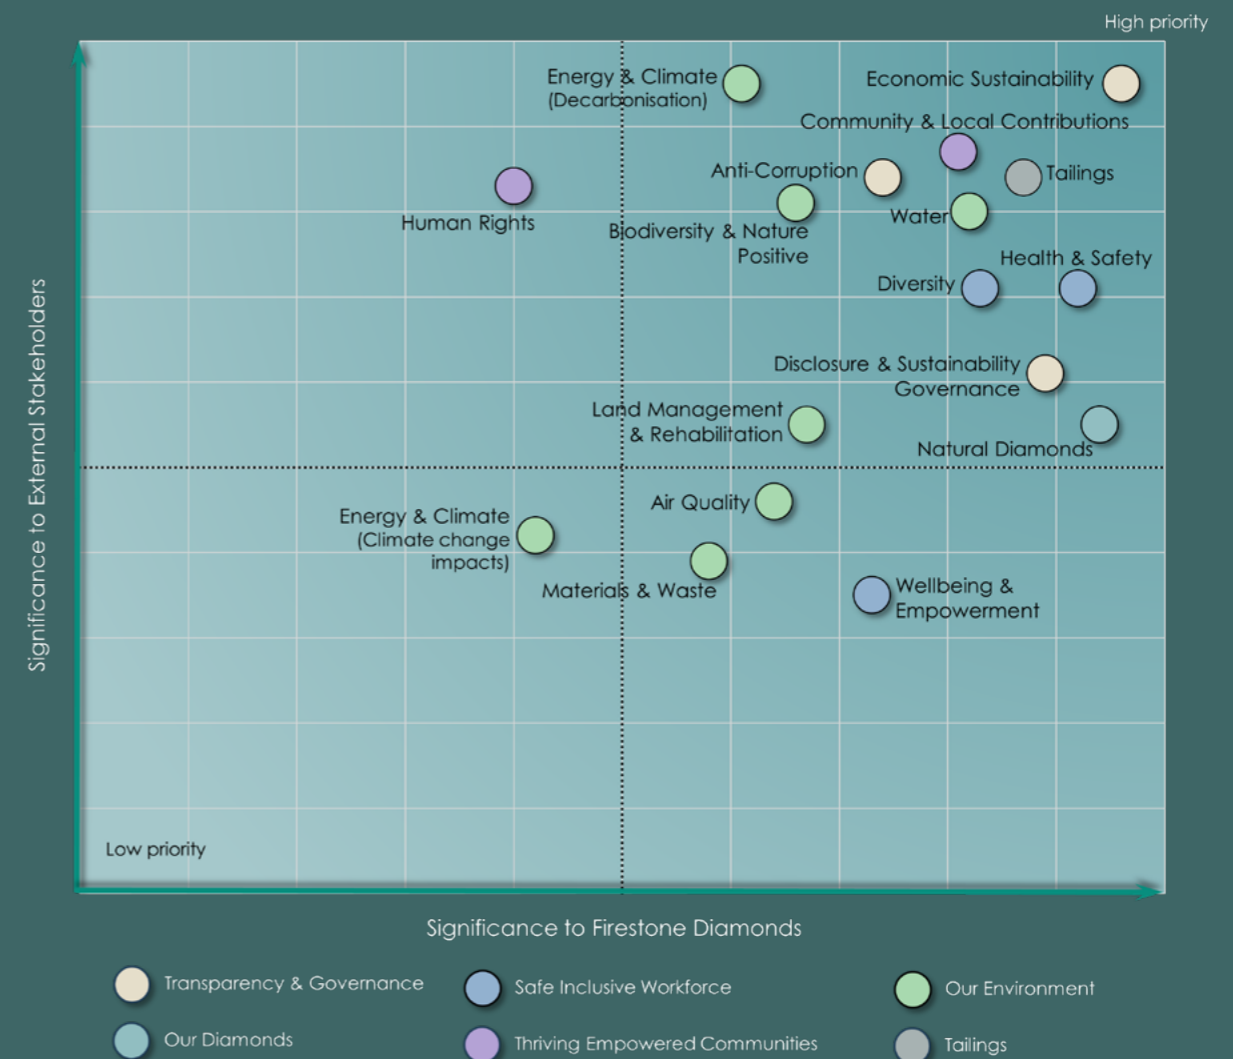 High priority
Energy & Climate
(Decarbonisation)
Economic Sustainability
Community & Local Contributions
Anti-Corruption
Tailings
Human Rights
Water
Biodiversity & Nature
Positive
Health & Safety
Diversity
Disclosure & Sustainability
Governance
Land Management
& Rehabilitation
Natural Diamonds
Air Quality
Energy & Climate
(Climate change
impacts)
Materials & Waste
Wellbeing &
Empowerment
Low priority
Significance to External Stakeholders
Significance to Firestone Diamonds
Transparency & Governance
Safe Inclusive Workforce
Our Environment
Our Diamonds
Thriving Empowered Communities
Tailings